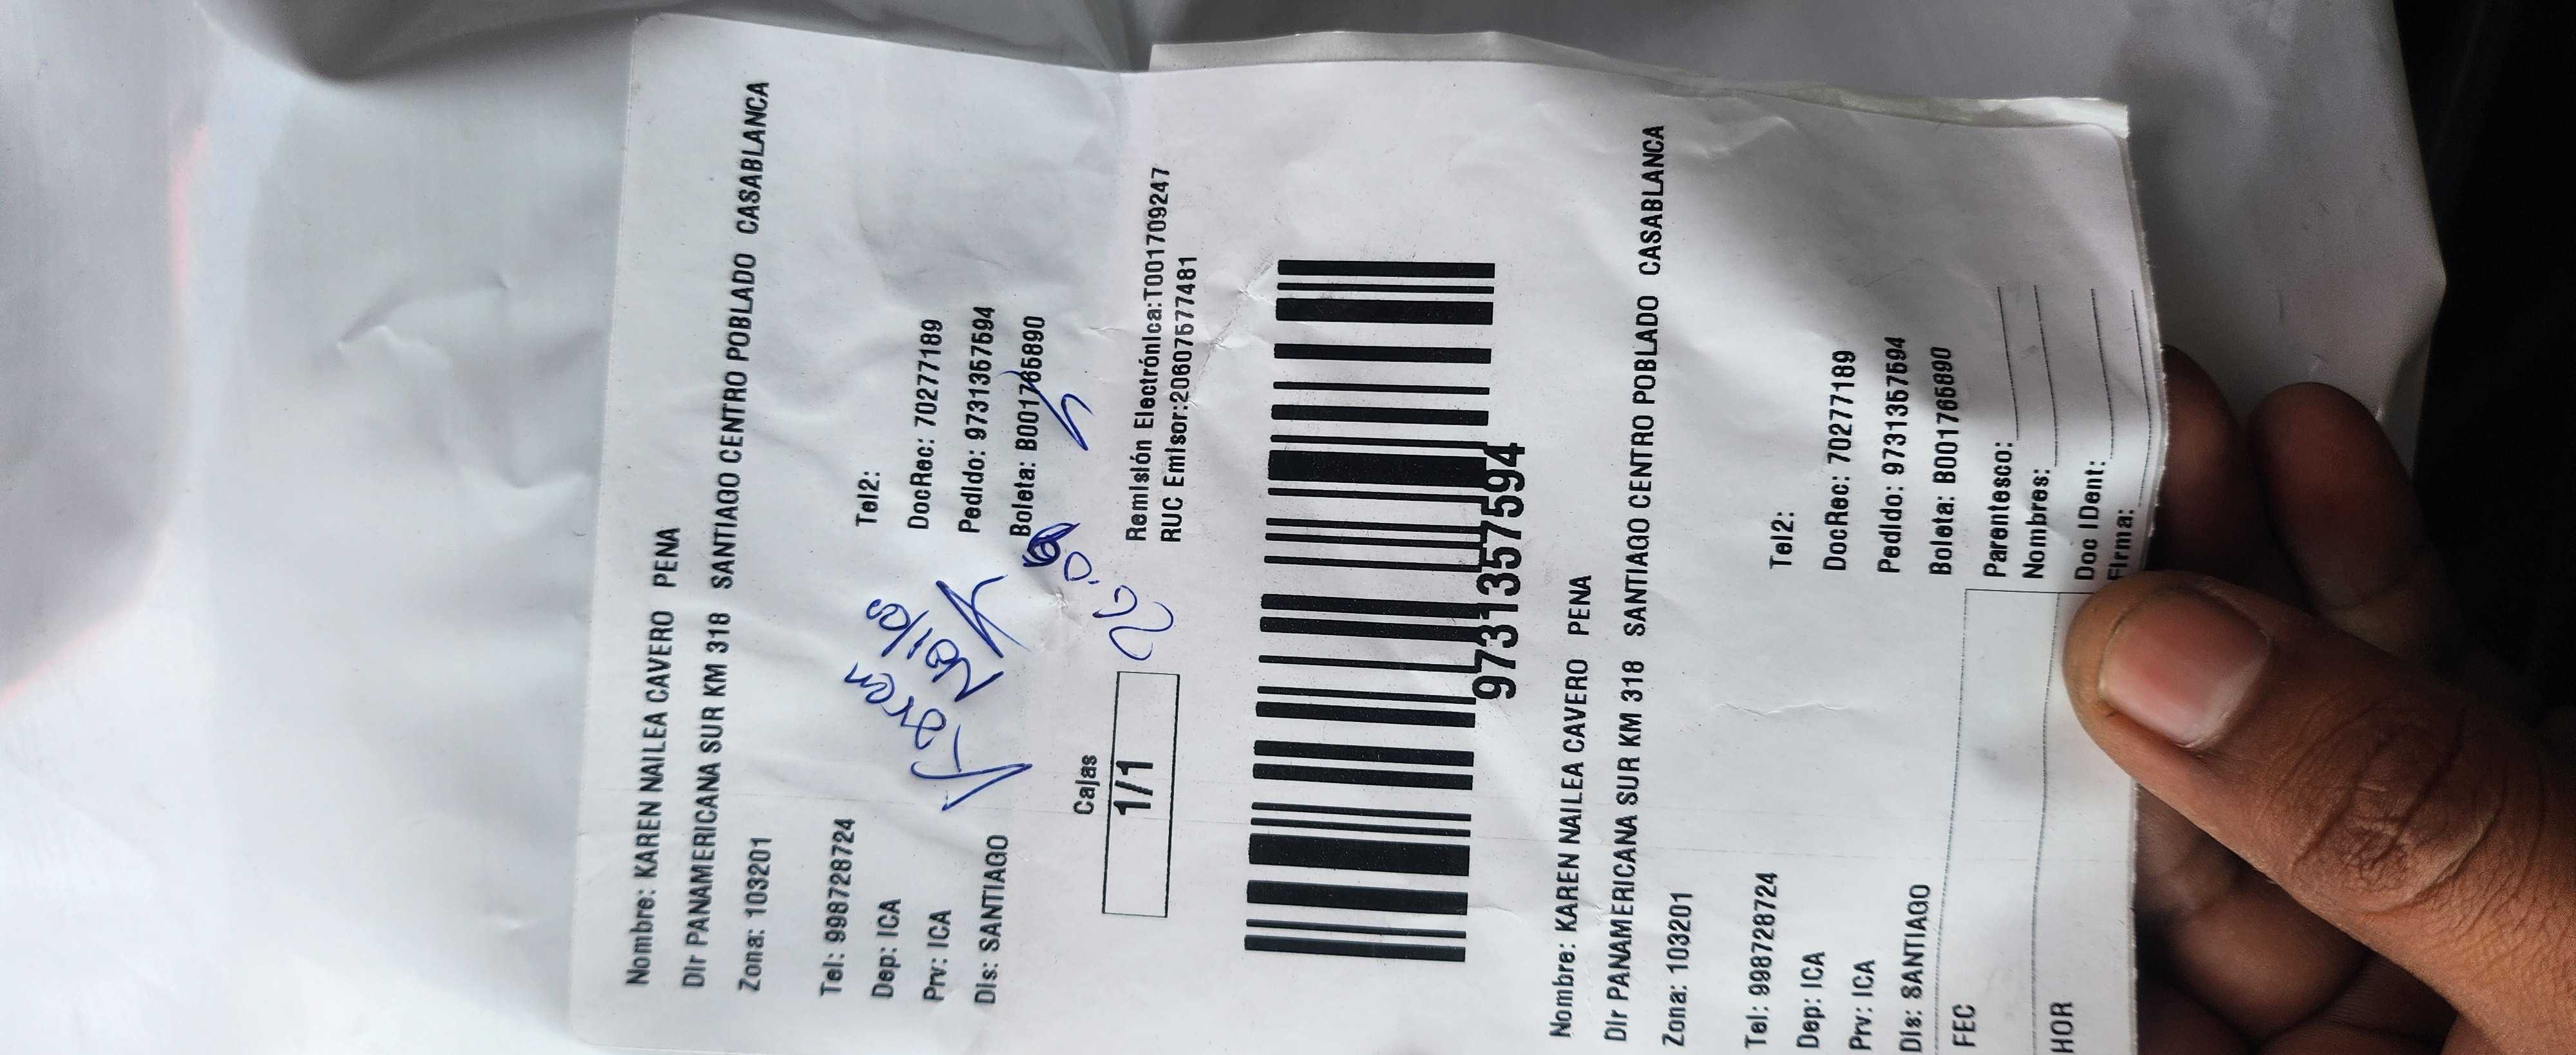 Nombre: KAREN NAILEA CAVERO PENA
Dir PANAMERICANA SUR KM 318 SANTIAGO CENTRO POBLADO CASABLANCA
Zona: 103201
Tel: 998728724 Tel2:
Dep: ICA DocRec: 70277189
Prv: ICA Pedido: 9731357594
Dis: SANTIAGO Boleta: B001765890
Karen
Cajas
1/1
Remisión Electrónica:T001709247
RUC Emisor:20607577481
9731357594
Nombre: KAREN NAILEA CAVERO PENA
Dir PANAMERICANA SUR KM 318 SANTIAGO CENTRO POBLADO CASABLANCA
Zona: 103201
Tel: 998728724 Tel2:
Dep: ICA DocRec: 70277189
Prv: ICA Pedido: 9731357594
Dis: SANTIAGO Boleta: B001765890
FEC Parentesco:
Nombres:
HOR Doc IDent:
Firma: